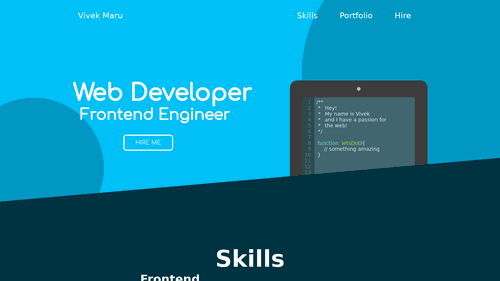 Vivek Maru
Skills Portfolio Hire
Web Developer
Frontend Engineer
HIRE ME
1 /**
2 * Hey!
3 * My name is Vivek
4 * and I have a passion for
5 * the web!
6 */
7
8 function letsDoIt(){
9 // something amazing
10 }
11
12
13
Skills
Frontend